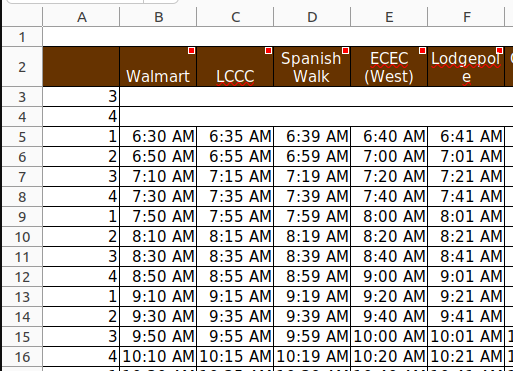 A B C D E F
1
2 Walmart LCCC Spanish Walk ECEC (West) Lodgepol e
3 3
4 4
5 1 6:30 AM 6:35 AM 6:39 AM 6:40 AM 6:41 AM
6 2 6:50 AM 6:55 AM 6:59 AM 7:00 AM 7:01 AM
7 3 7:10 AM 7:15 AM 7:19 AM 7:20 AM 7:21 AM
8 4 7:30 AM 7:35 AM 7:39 AM 7:40 AM 7:41 AM
9 1 7:50 AM 7:55 AM 7:59 AM 8:00 AM 8:01 AM
10 2 8:10 AM 8:15 AM 8:19 AM 8:20 AM 8:21 AM
11 3 8:30 AM 8:35 AM 8:39 AM 8:40 AM 8:41 AM
12 4 8:50 AM 8:55 AM 8:59 AM 9:00 AM 9:01 AM
13 1 9:10 AM 9:15 AM 9:19 AM 9:20 AM 9:21 AM
14 2 9:30 AM 9:35 AM 9:39 AM 9:40 AM 9:41 AM
15 3 9:50 AM 9:55 AM 9:59 AM 10:00 AM 10:01 AM
16 4 10:10 AM 10:15 AM 10:19 AM 10:20 AM 10:21 AM